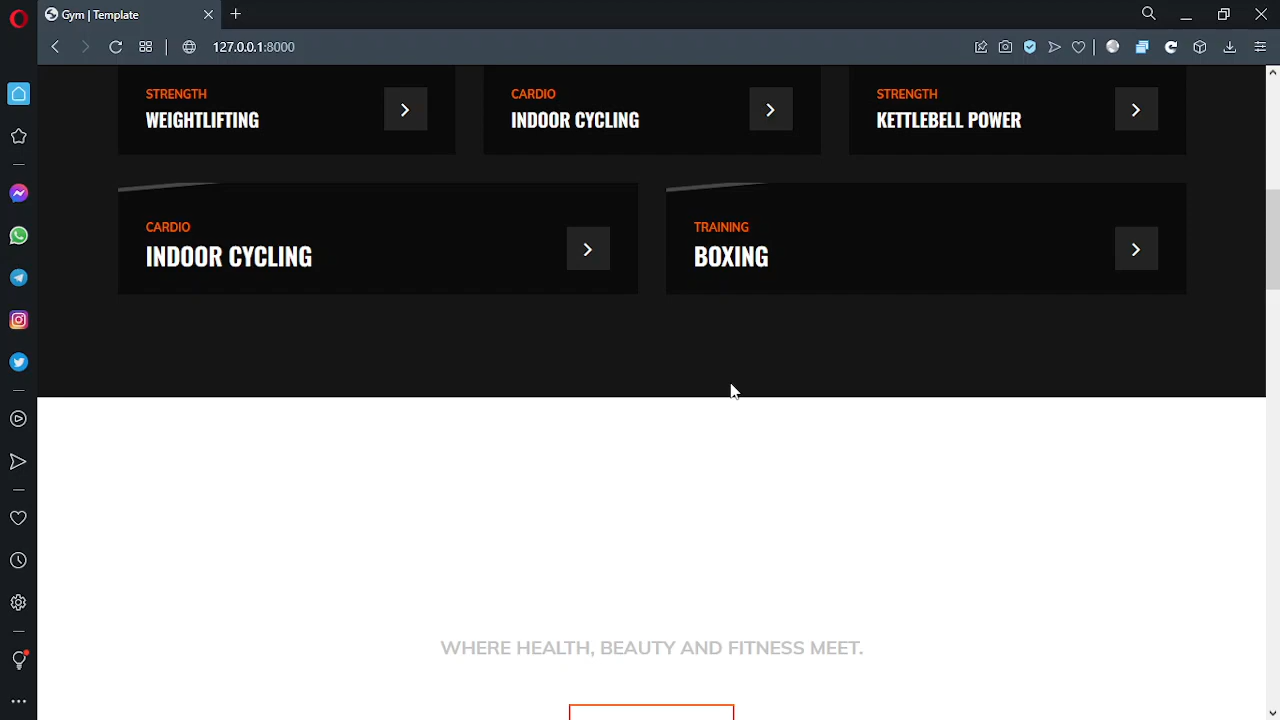 Gym | Template
127.0.0.1:8000
STRENGTH
WEIGHTLIFTING
CARDIO
INDOOR CYCLING
STRENGTH
KETTLEBELL POWER
CARDIO
INDOOR CYCLING
TRAINING
BOXING
WHERE HEALTH, BEAUTY AND FITNESS MEET.